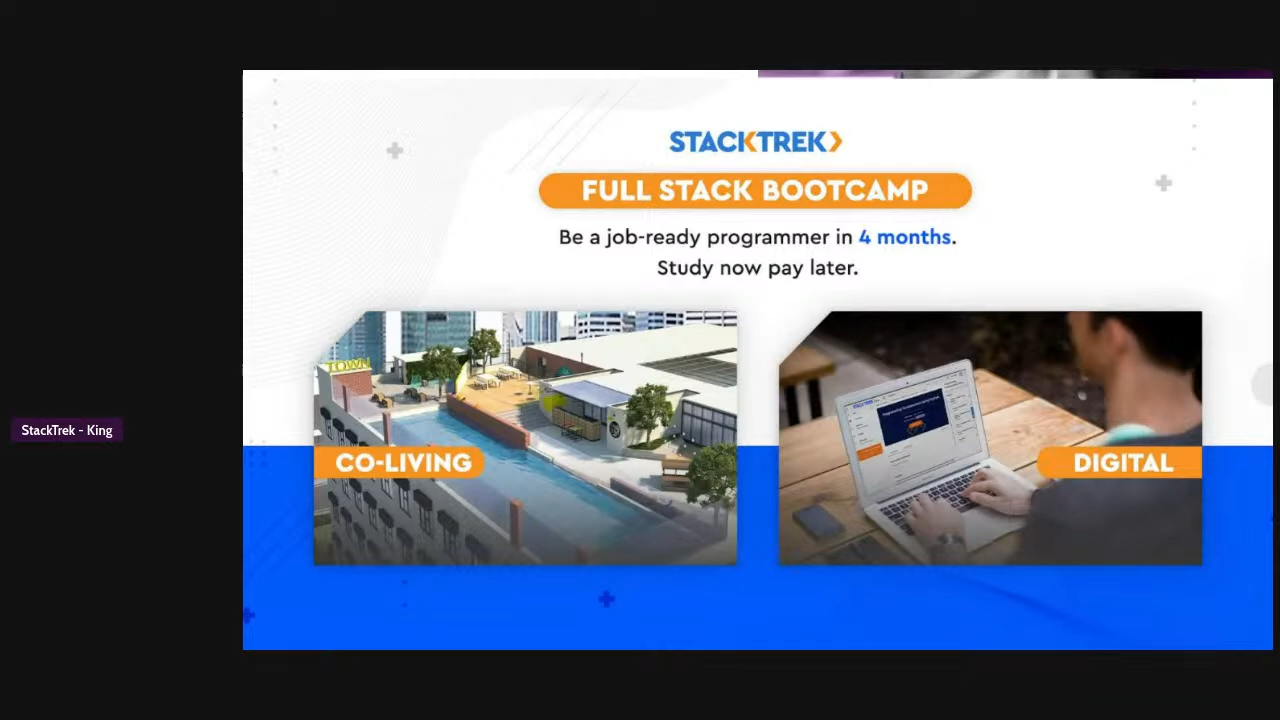 STACKTREK
FULL STACK BOOTCAMP
Be a job-ready programmer in 4 months.
Study now pay later.
TOWN
StackTrek - King
CO-LIVING
DIGITAL